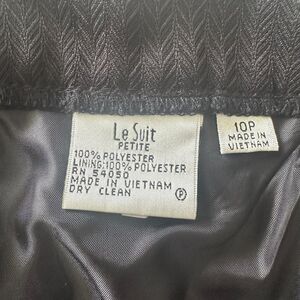 Le Suit
PETITE
100% POLYESTER
LINING:100% POLYESTER
RN 54050
MADE IN VIETNAM
DRY CLEAN
P
10P
MADE IN
VIETNAM